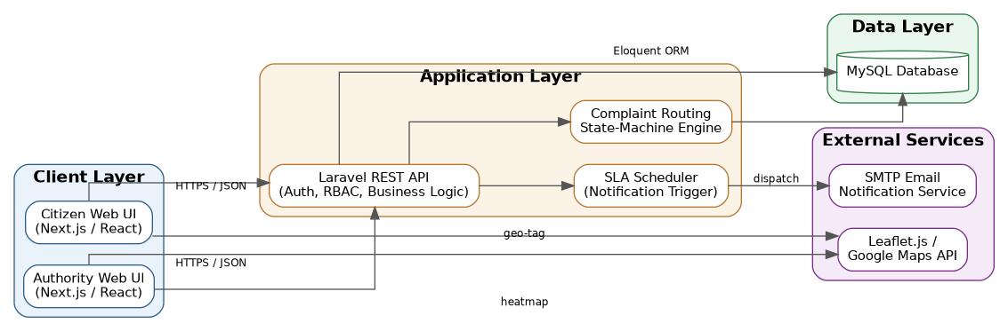 Data Layer
MySQL Database
Eloquent ORM
Application Layer
Complaint Routing
State-Machine Engine
Laravel REST API
(Auth, RBAC, Business Logic)
SLA Scheduler
(Notification Trigger)
dispatch
External Services
SMTP Email
Notification Service
Leaflet.js /
Google Maps API
Client Layer
HTTPS / JSON
Citizen Web UI
(Next.js / React)
geo-tag
HTTPS / JSON
Authority Web UI
(Next.js / React)
heatmap